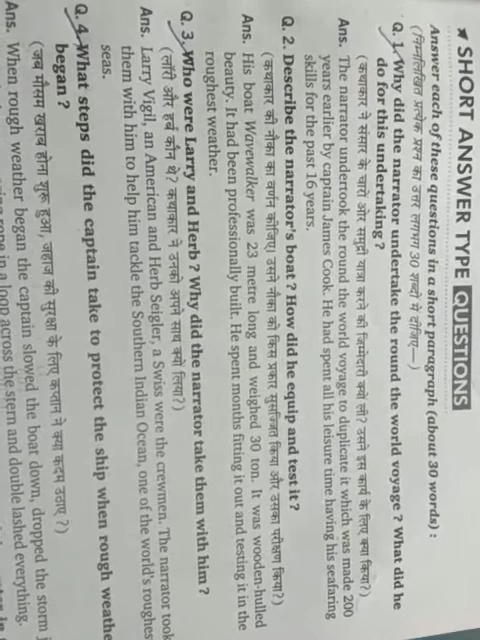 SHORT ANSWER TYPE QUESTIONS
Answer each of these questions in a short paragraph (about 30 words) :
(निम्नलिखित प्रत्येक प्रश्न का उत्तर लगभग 30 शब्दों में दीजिए—)
Q. 1. Why did the narrator undertake the round the world voyage ? What did he
do for this undertaking ?
(कथाकार ने संसार के चारों ओर समुद्री यात्रा करने की जिम्मेदारी क्यों ली? उसने इस कार्य के लिए क्या किया?)
Ans. The narrator undertook the round the world voyage to duplicate it which was made 200
years earlier by captain James Cook. He had spent all his leisure time having his seafaring
skills for the past 16 years.
Q. 2. Describe the narrator's boat ? How did he equip and test it ?
(कथाकार की नौका का वर्णन कीजिए। उसने नौका को किस प्रकार सुसज्जित किया और उसका परीक्षण किया?)
Ans. His boat Wavewalker was 23 metre long and weighed 30 ton. It was wooden-hulled
beauty. It had been professionally built. He spent months fitting it out and testing it in the
roughest weather.
Q. 3. Who were Larry and Herb ? Why did the narrator take them with him ?
(लॉरी और हर्ब कौन थे? कथाकार ने उनको अपने साथ क्यों लिया?)
Ans. Larry Vigil, an American and Herb Seigler, a Swiss were the crewmen. The narrator took
them with him to help him tackle the Southern Indian Ocean, one of the world's roughes
seas.
Q. 4. What steps did the captain take to protect the ship when rough weathe
began ?
(जब मौसम खराब होना शुरू हुआ, जहाज की सुरक्षा के लिए कप्तान ने क्या कदम उठाए ?)
Ans. When rough weather began the captain slowed the boat down, dropped the storm j
rope in a loop across the stern and double lashed everything.